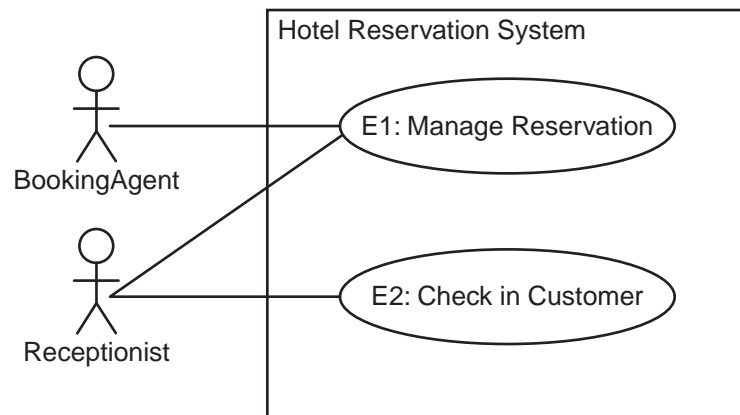 Hotel Reservation System
E1: Manage Reservation
BookingAgent
E2: Check in Customer
Receptionist